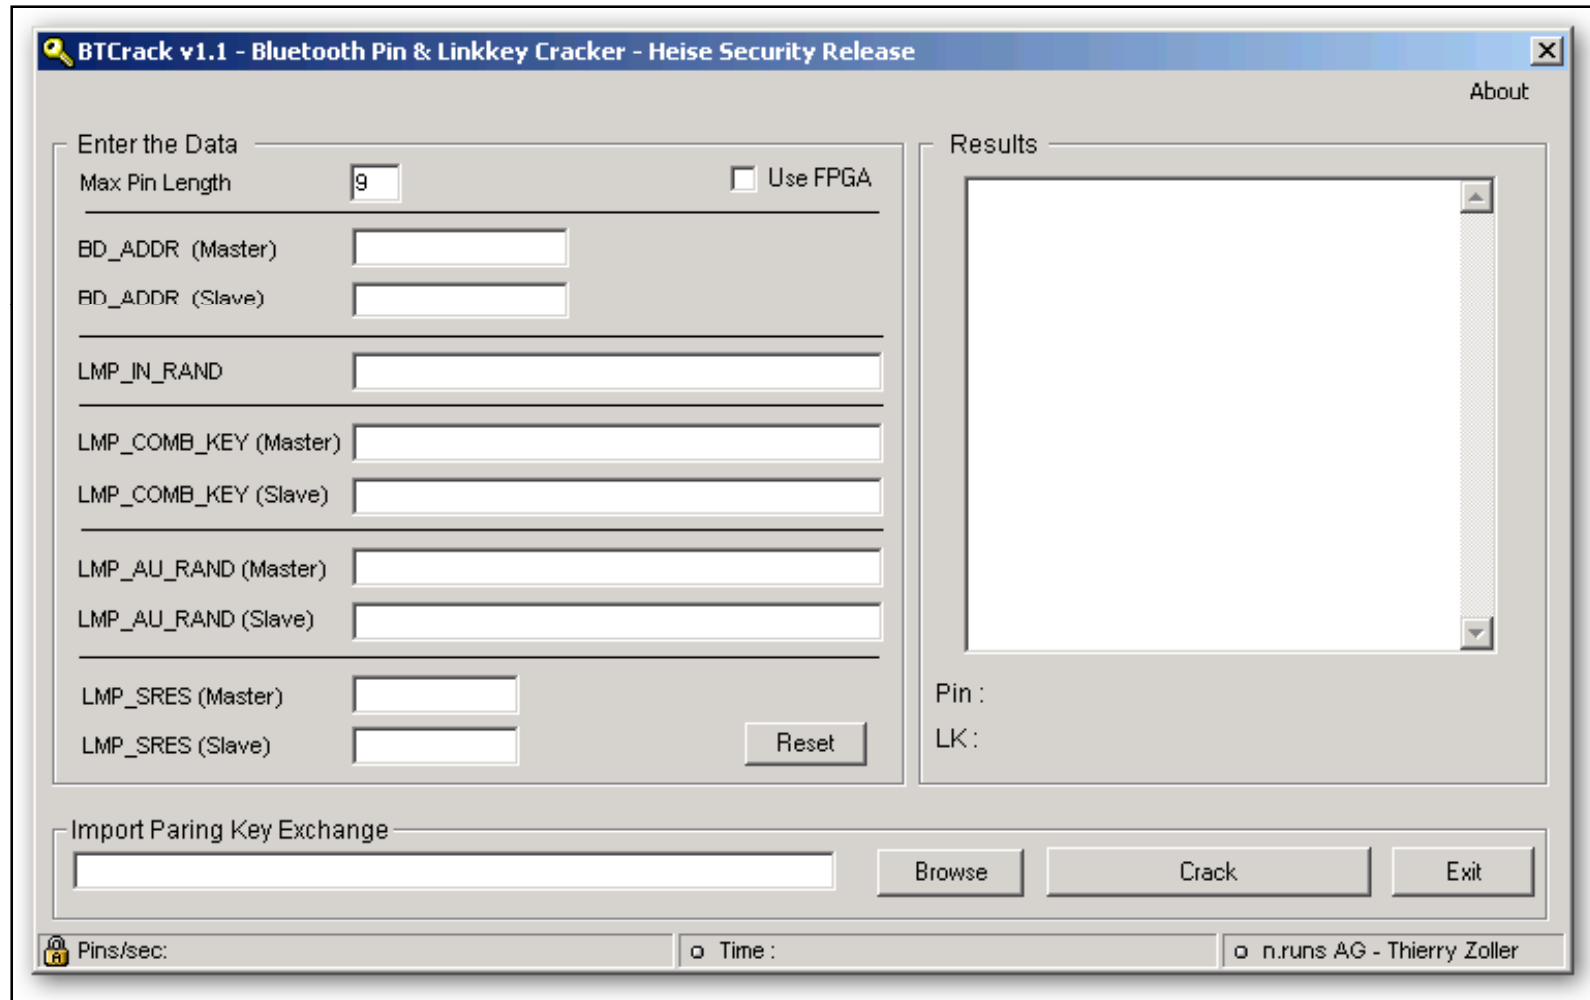 BTCrack v1.1 - Bluetooth Pin & Linkkey Cracker - Heise Security Release
About
Enter the Data
Max Pin Length 9 Use FPGA
BD_ADDR (Master)
BD_ADDR (Slave)
LMP_IN_RAND
LMP_COMB_KEY (Master)
LMP_COMB_KEY (Slave)
LMP_AU_RAND (Master)
LMP_AU_RAND (Slave)
LMP_SRES (Master)
LMP_SRES (Slave)
Reset
Results
Pin :
LK :
Import Paring Key Exchange
Browse Crack Exit
Pins/sec: Time : n.runs AG - Thierry Zoller